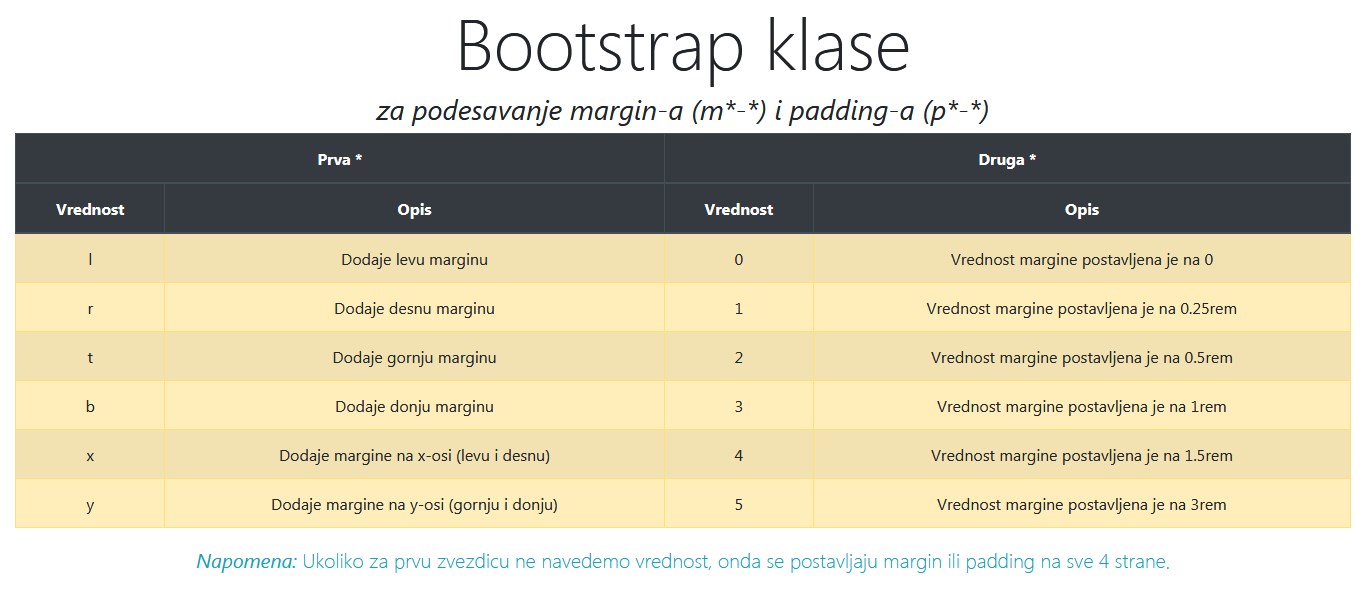 Bootstrap klase
za podesavanje margin-a (m*-*) i padding-a (p*-*)
Prva * Druga *
Vrednost Opis Vrednost Opis
l Dodaje levu marginu 0 Vrednost margine postavljena je na 0
r Dodaje desnu marginu 1 Vrednost margine postavljena je na 0.25rem
t Dodaje gornju marginu 2 Vrednost margine postavljena je na 0.5rem
b Dodaje donju marginu 3 Vrednost margine postavljena je na 1rem
x Dodaje margine na x-osi (levu i desnu) 4 Vrednost margine postavljena je na 1.5rem
y Dodaje margine na y-osi (gornju i donju) 5 Vrednost margine postavljena je na 3rem
Napomena: Ukoliko za prvu zvezdicu ne navedemo vrednost, onda se postavljaju margin ili padding na sve 4 strane.